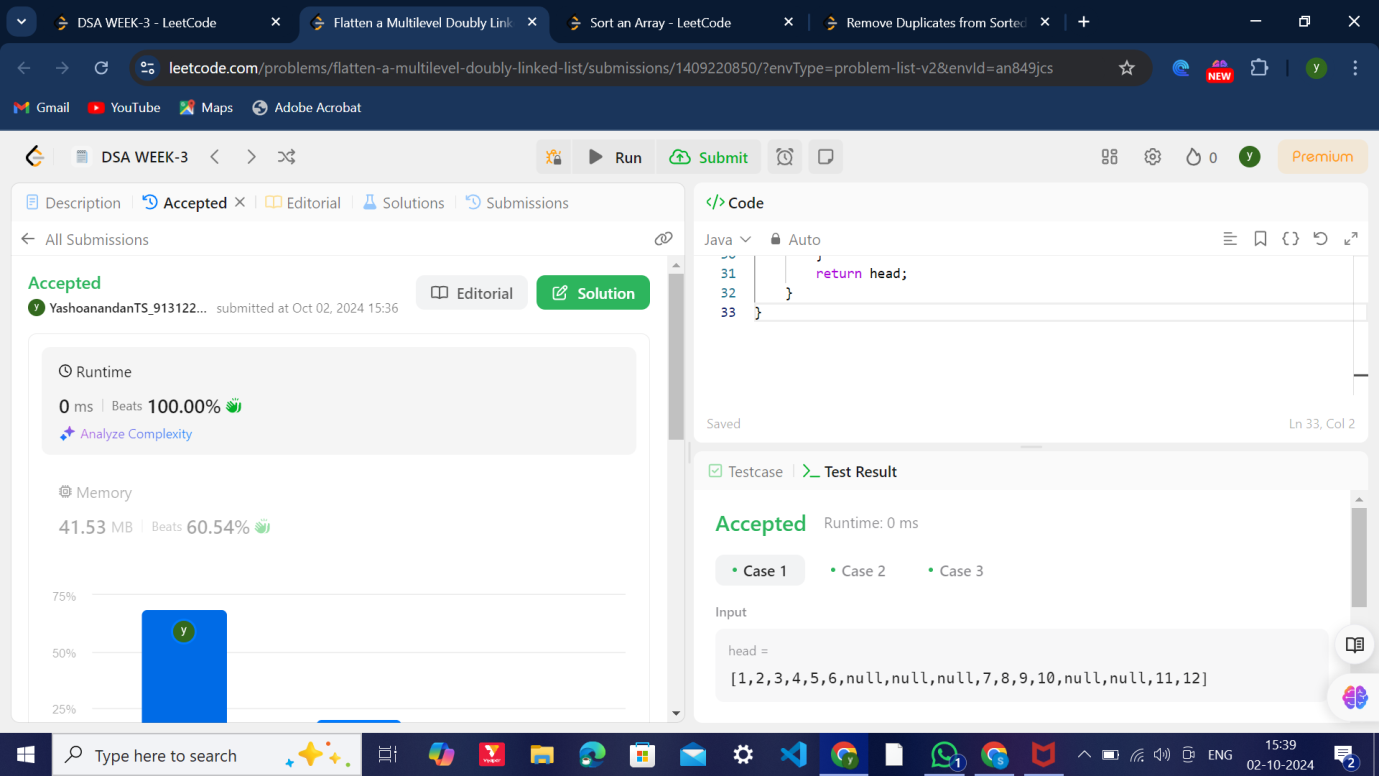 DSA WEEK-3 - LeetCode
Flatten a Multilevel Doubly Link
Sort an Array - LeetCode
Remove Duplicates from Sorted
leetcode.com/problems/flatten-a-multilevel-doubly-linked-list/submissions/1409220850/?envType=problem-list-v2&envId=an849jcs
NEW
y
Gmail
YouTube
Maps
Adobe Acrobat
DSA WEEK-3
Run
Submit
0
y
Premium
Description
Accepted
Editorial
Solutions
Submissions
</> Code
All Submissions
Java
Auto
Accepted
Editorial
Solution
y YashoanandanTS_913122... submitted at Oct 02, 2024 15:36
Runtime
0 ms
Beats 100.00%
Analyze Complexity
Memory
41.53 MB
Beats 60.54%
75%
y
50%
25%
30 }
31 return head;
32 }
33 }
Saved
Ln 33, Col 2
Testcase
Test Result
Accepted
Runtime: 0 ms
• Case 1
• Case 2
• Case 3
Input
head =
[1,2,3,4,5,6,null,null,null,7,8,9,10,null,null,11,12]
Type here to search
y
1
S
ENG
15:39
02-10-2024
2